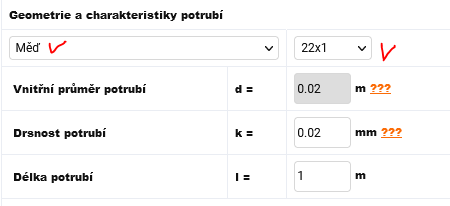 Geometrie a charakteristiky potrubí
Měď 22x1
Vnitřní průměr potrubí d = 0.02 m ???
Drsnost potrubí k = 0.02 mm ???
Délka potrubí l = 1 m